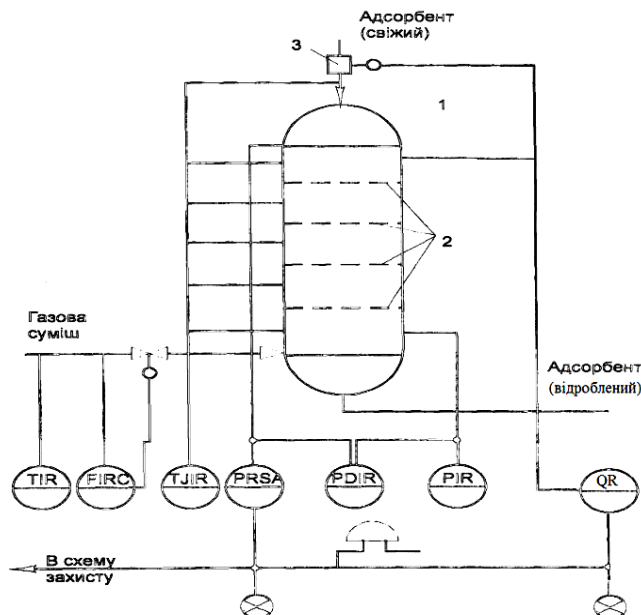 Адсорбент
(свіжий)
3
1
2
Газова
суміш
Адсорбент
(відроблений)
TIR
FIRC
TJIR
PRSA
PDIR
PIR
QR
В схему
захисту